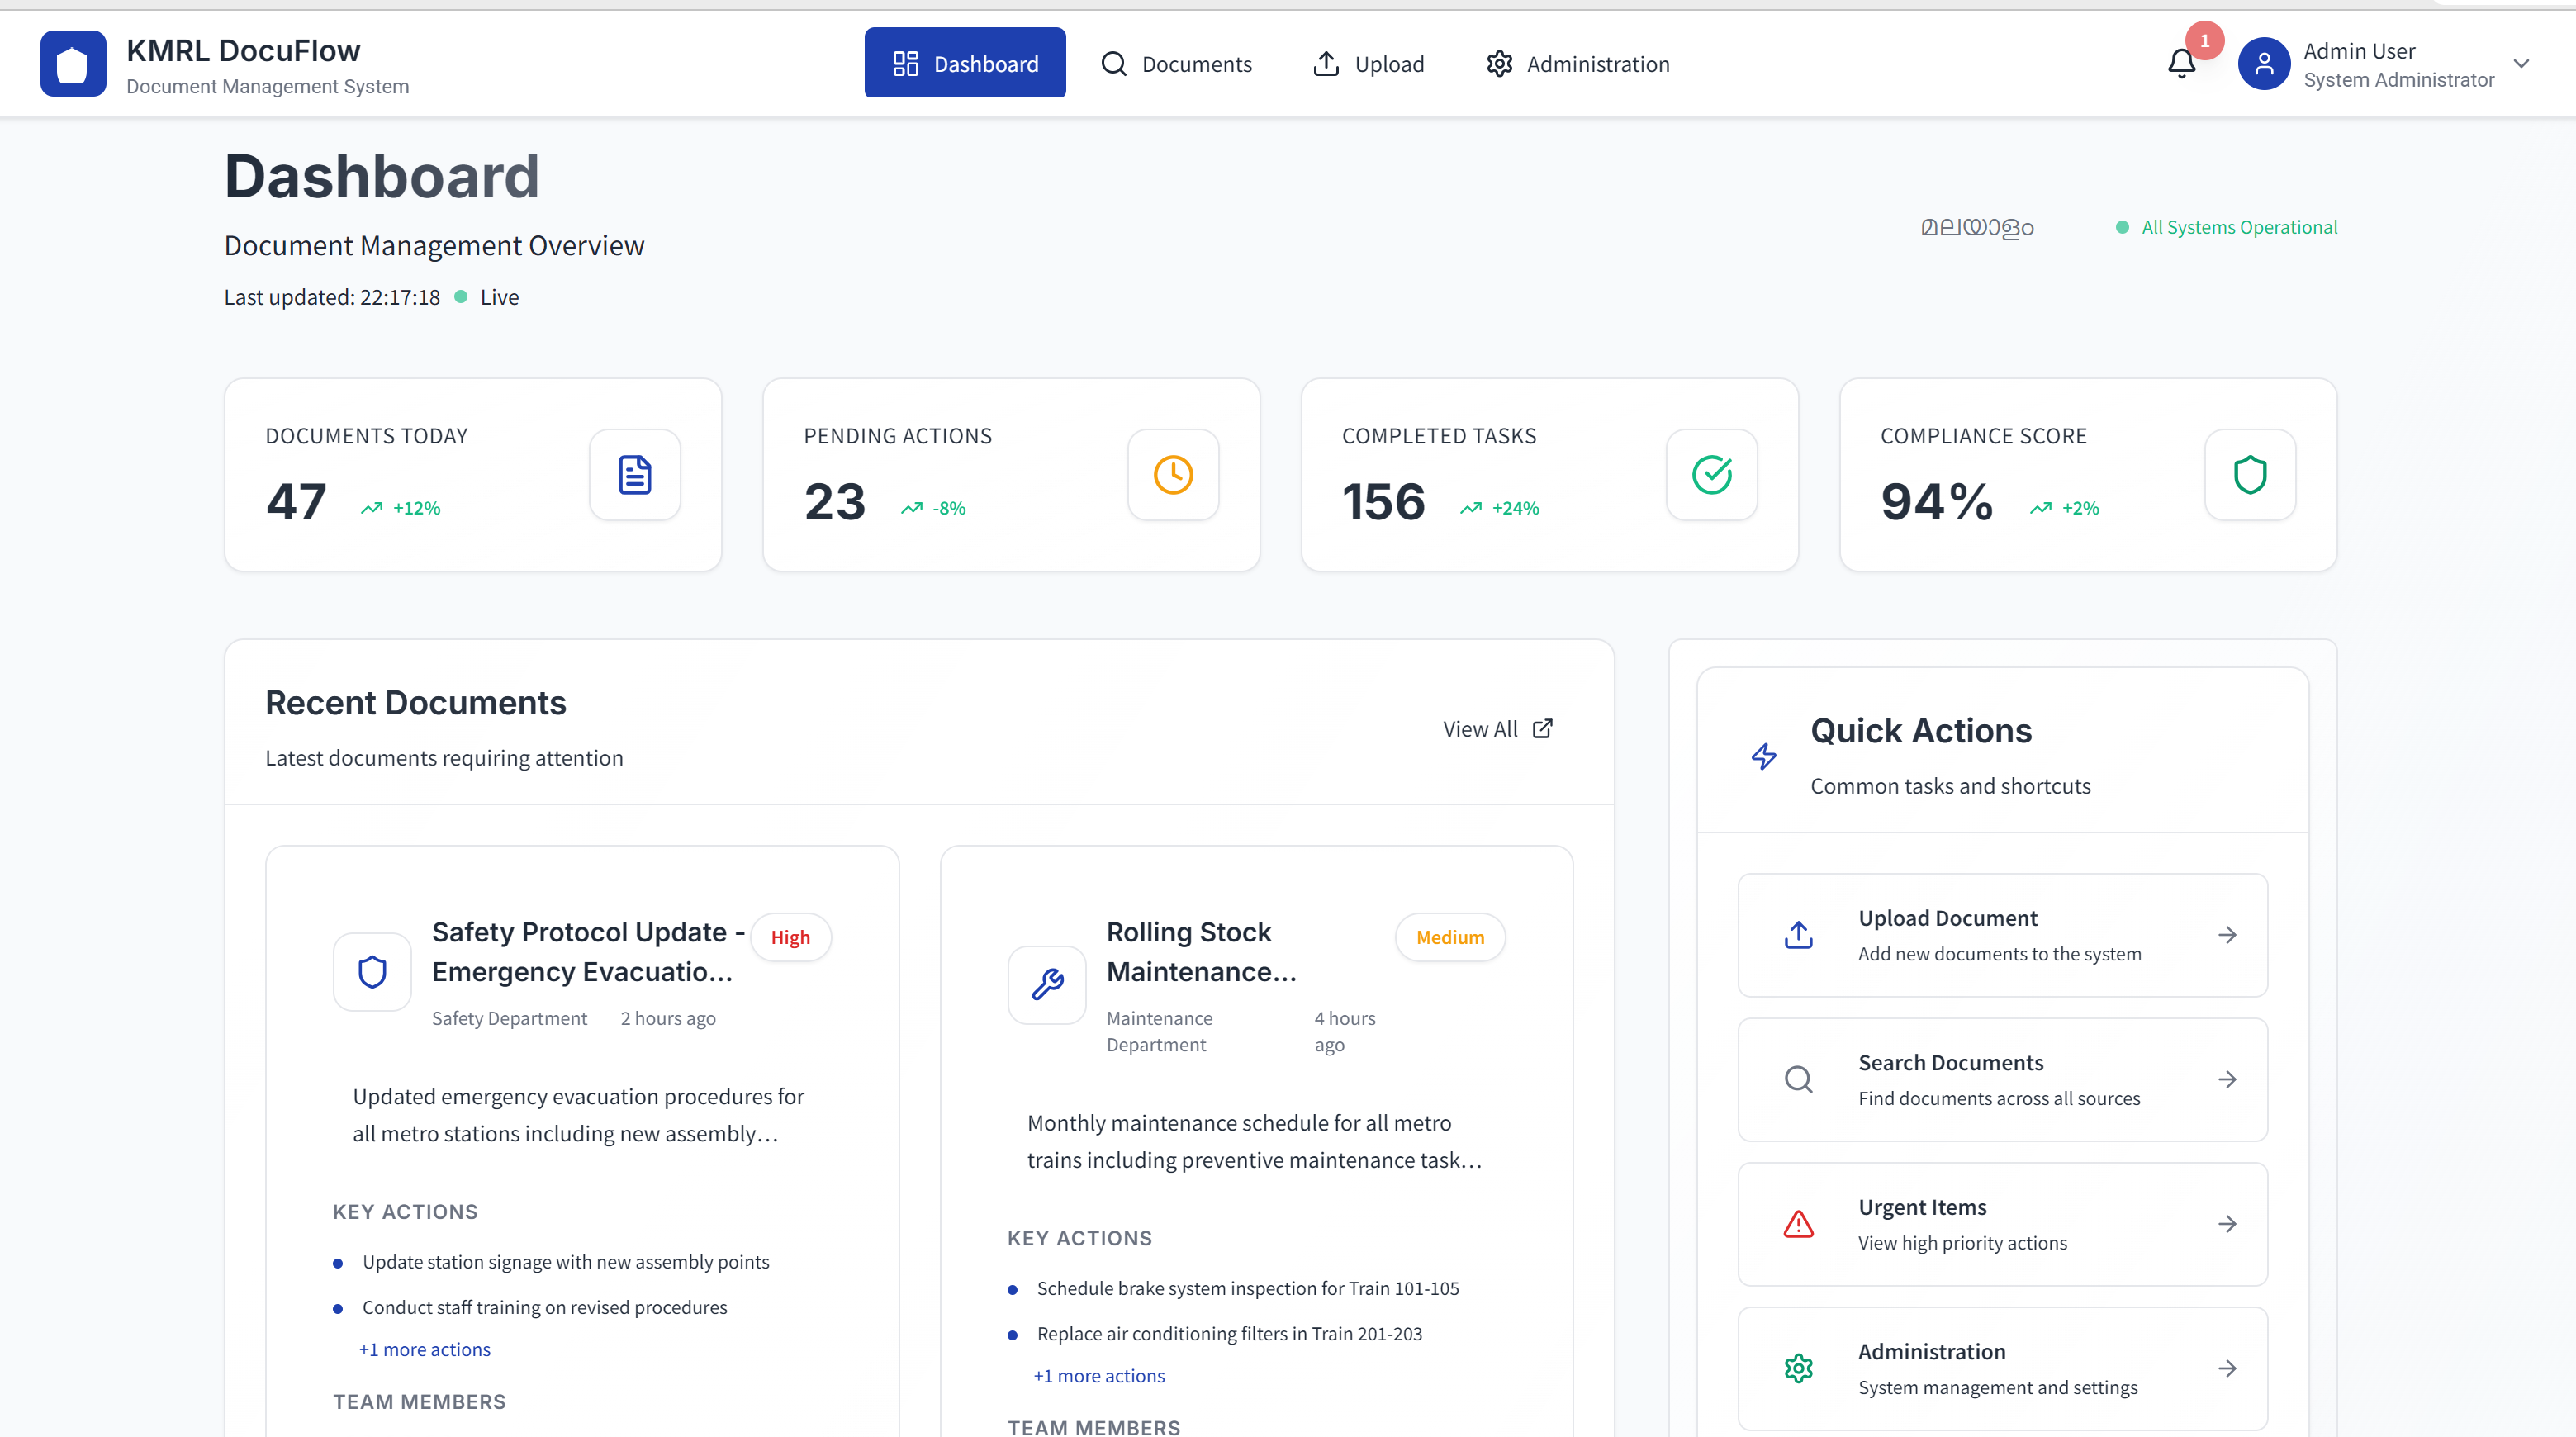 KMRL DocuFlow
Document Management System
Dashboard
Documents
Upload
Administration
1
Admin User
System Administrator
Dashboard
Document Management Overview
Last updated: 22:17:18
Live
മലയാളം
All Systems Operational
DOCUMENTS TODAY
47
+12%
PENDING ACTIONS
23
-8%
COMPLETED TASKS
156
+24%
COMPLIANCE SCORE
94%
+2%
Recent Documents
Latest documents requiring attention
View All
Safety Protocol Update -
Emergency Evacuatio...
High
Safety Department
2 hours ago
Updated emergency evacuation procedures for
all metro stations including new assembly...
KEY ACTIONS
Update station signage with new assembly points
Conduct staff training on revised procedures
+1 more actions
TEAM MEMBERS
Rolling Stock
Maintenance...
Medium
Maintenance
Department
4 hours
ago
Monthly maintenance schedule for all metro
trains including preventive maintenance task...
KEY ACTIONS
Schedule brake system inspection for Train 101-105
Replace air conditioning filters in Train 201-203
+1 more actions
TEAM MEMBERS
Quick Actions
Common tasks and shortcuts
Upload Document
Add new documents to the system
Search Documents
Find documents across all sources
Urgent Items
View high priority actions
Administration
System management and settings